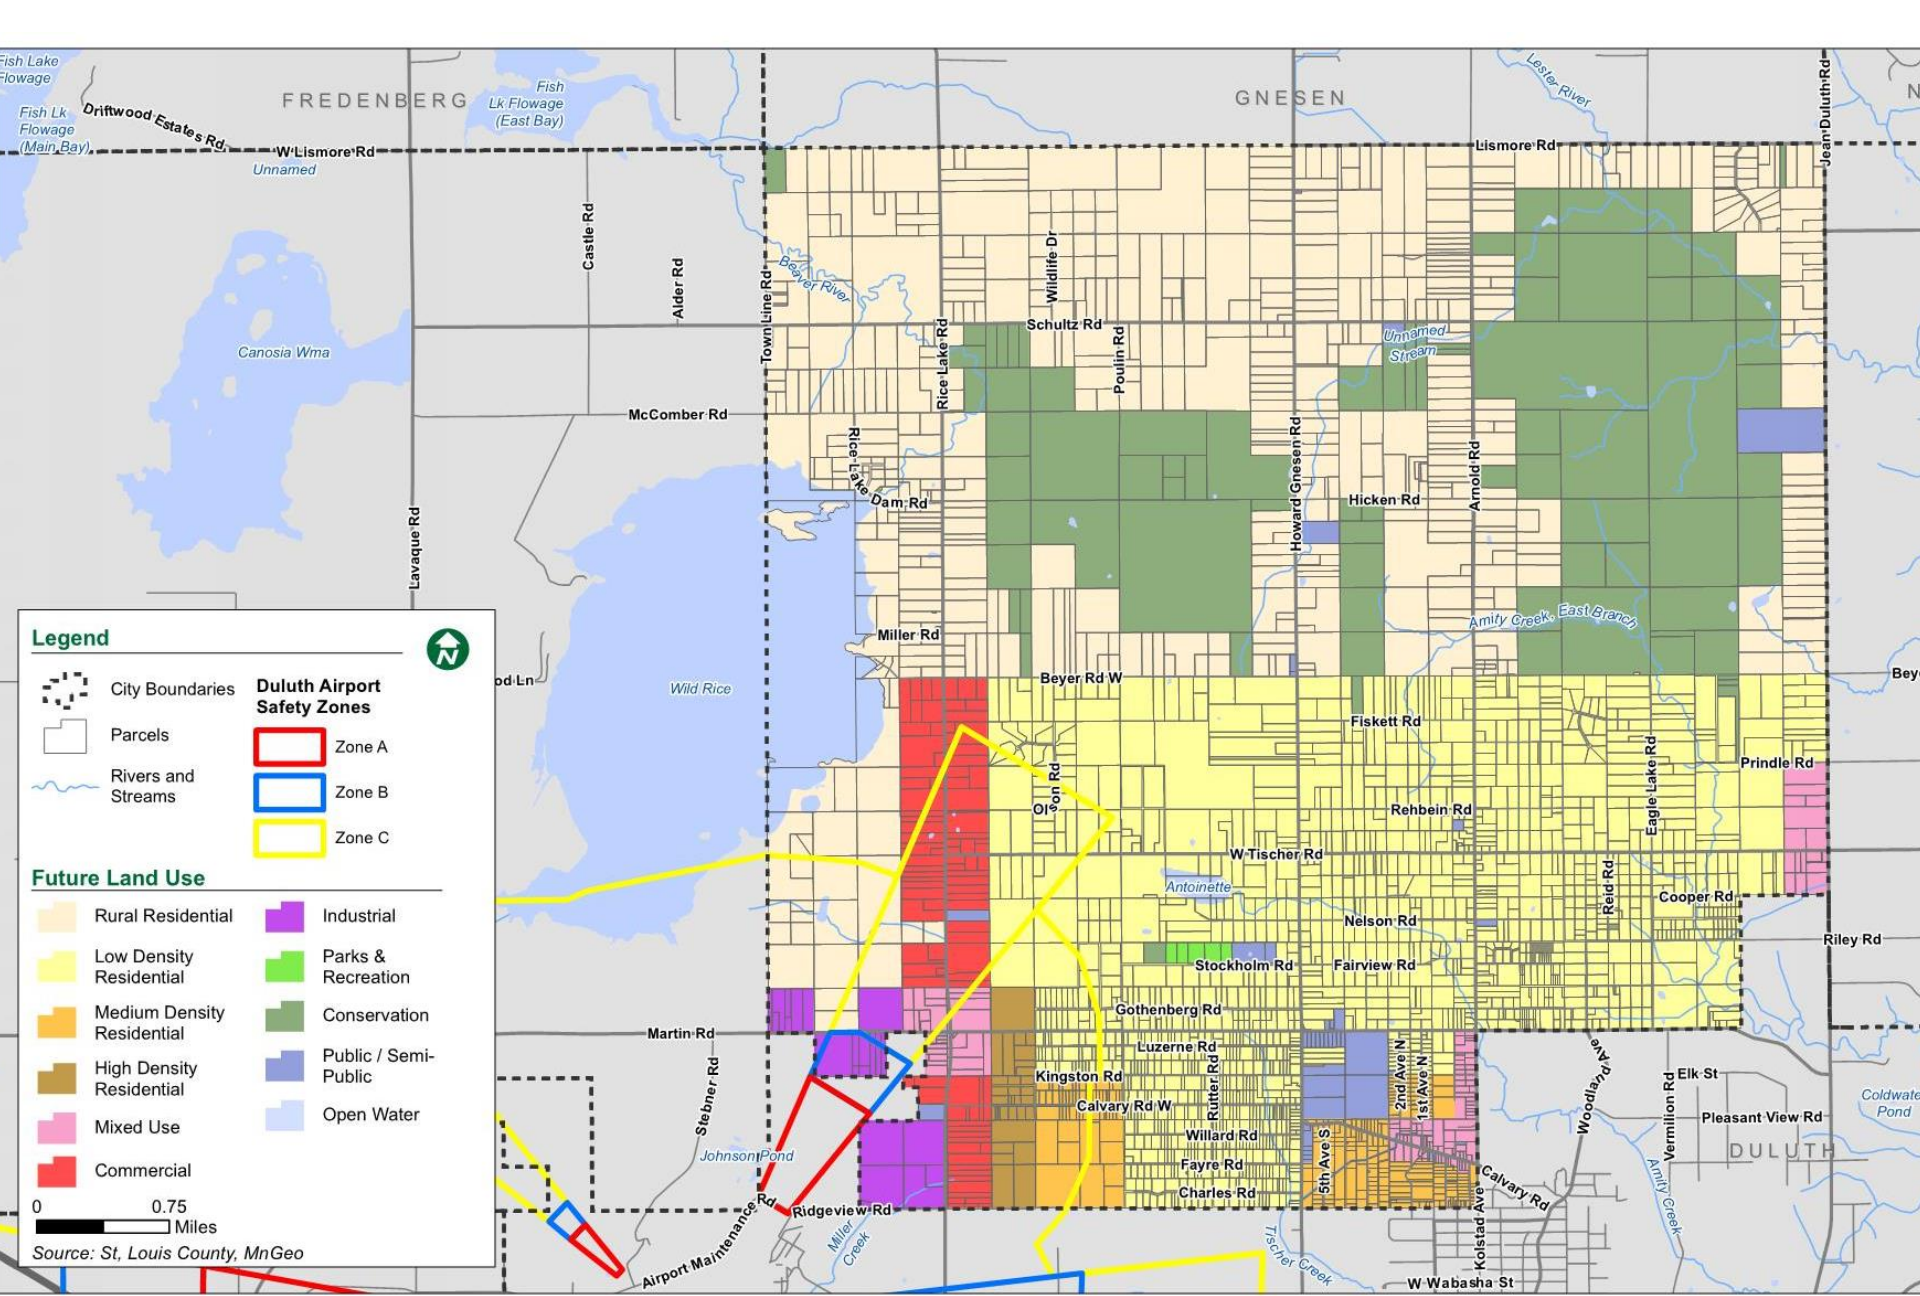 Fish Lake
Flowage
Fish Lk
Flowage
(Main Bay)
Driftwood Estates Rd
FREDENBERG
Fish
Lk Flowage
(East Bay)
GNESEN
Lester River
Jean Duluth Rd
N
W Lismore Rd
Unnamed
Lismore Rd
Castle Rd
Alder Rd
Town Line Rd
Beaver River
Wildlife Dr
Canosia Wma
Schultz Rd
Rice Lake Rd
Poulin Rd
Unnamed
Stream
McComber Rd
Rice Lake Dam Rd
Howard Gnesen Rd
Arnold Rd
Hicken Rd
Lavaque Rd
Miller Rd
Amity Creek, East Branch
od Ln
Wild Rice
Beyer Rd W
Bey
Fiskett Rd
Eagle Lake Rd
Prindle Rd
Olson Rd
Rehbein Rd
W Tischer Rd
Antoinette
Reid Rd
Cooper Rd
Nelson Rd
Riley Rd
Stockholm Rd
Fairview Rd
Gothenberg Rd
Martin Rd
Stebner Rd
Luzerne Rd
Rutter Rd
Kingston Rd
2nd Ave N
1st Ave N
Woodland Ave
Vermilion Rd
Elk St
Coldwate
Pond
Calvary Rd W
Pleasant View Rd
Willard Rd
5th Ave S
DULUTH
Johnson Pond
Fayre Rd
Calvary Rd
Amity Creek
Charles Rd
Kolstad Ave
Airport Maintenance Rd
Ridgeview Rd
Miller
Creek
Tischer Creek
W Wabasha St
Legend
N
City Boundaries
Parcels
Rivers and
Streams
Duluth Airport
Safety Zones
Zone A
Zone B
Zone C
Future Land Use
Rural Residential
Low Density
Residential
Medium Density
Residential
High Density
Residential
Mixed Use
Commercial
Industrial
Parks &
Recreation
Conservation
Public / Semi-
Public
Open Water
0 0.75
Miles
Source: St, Louis County, MnGeo